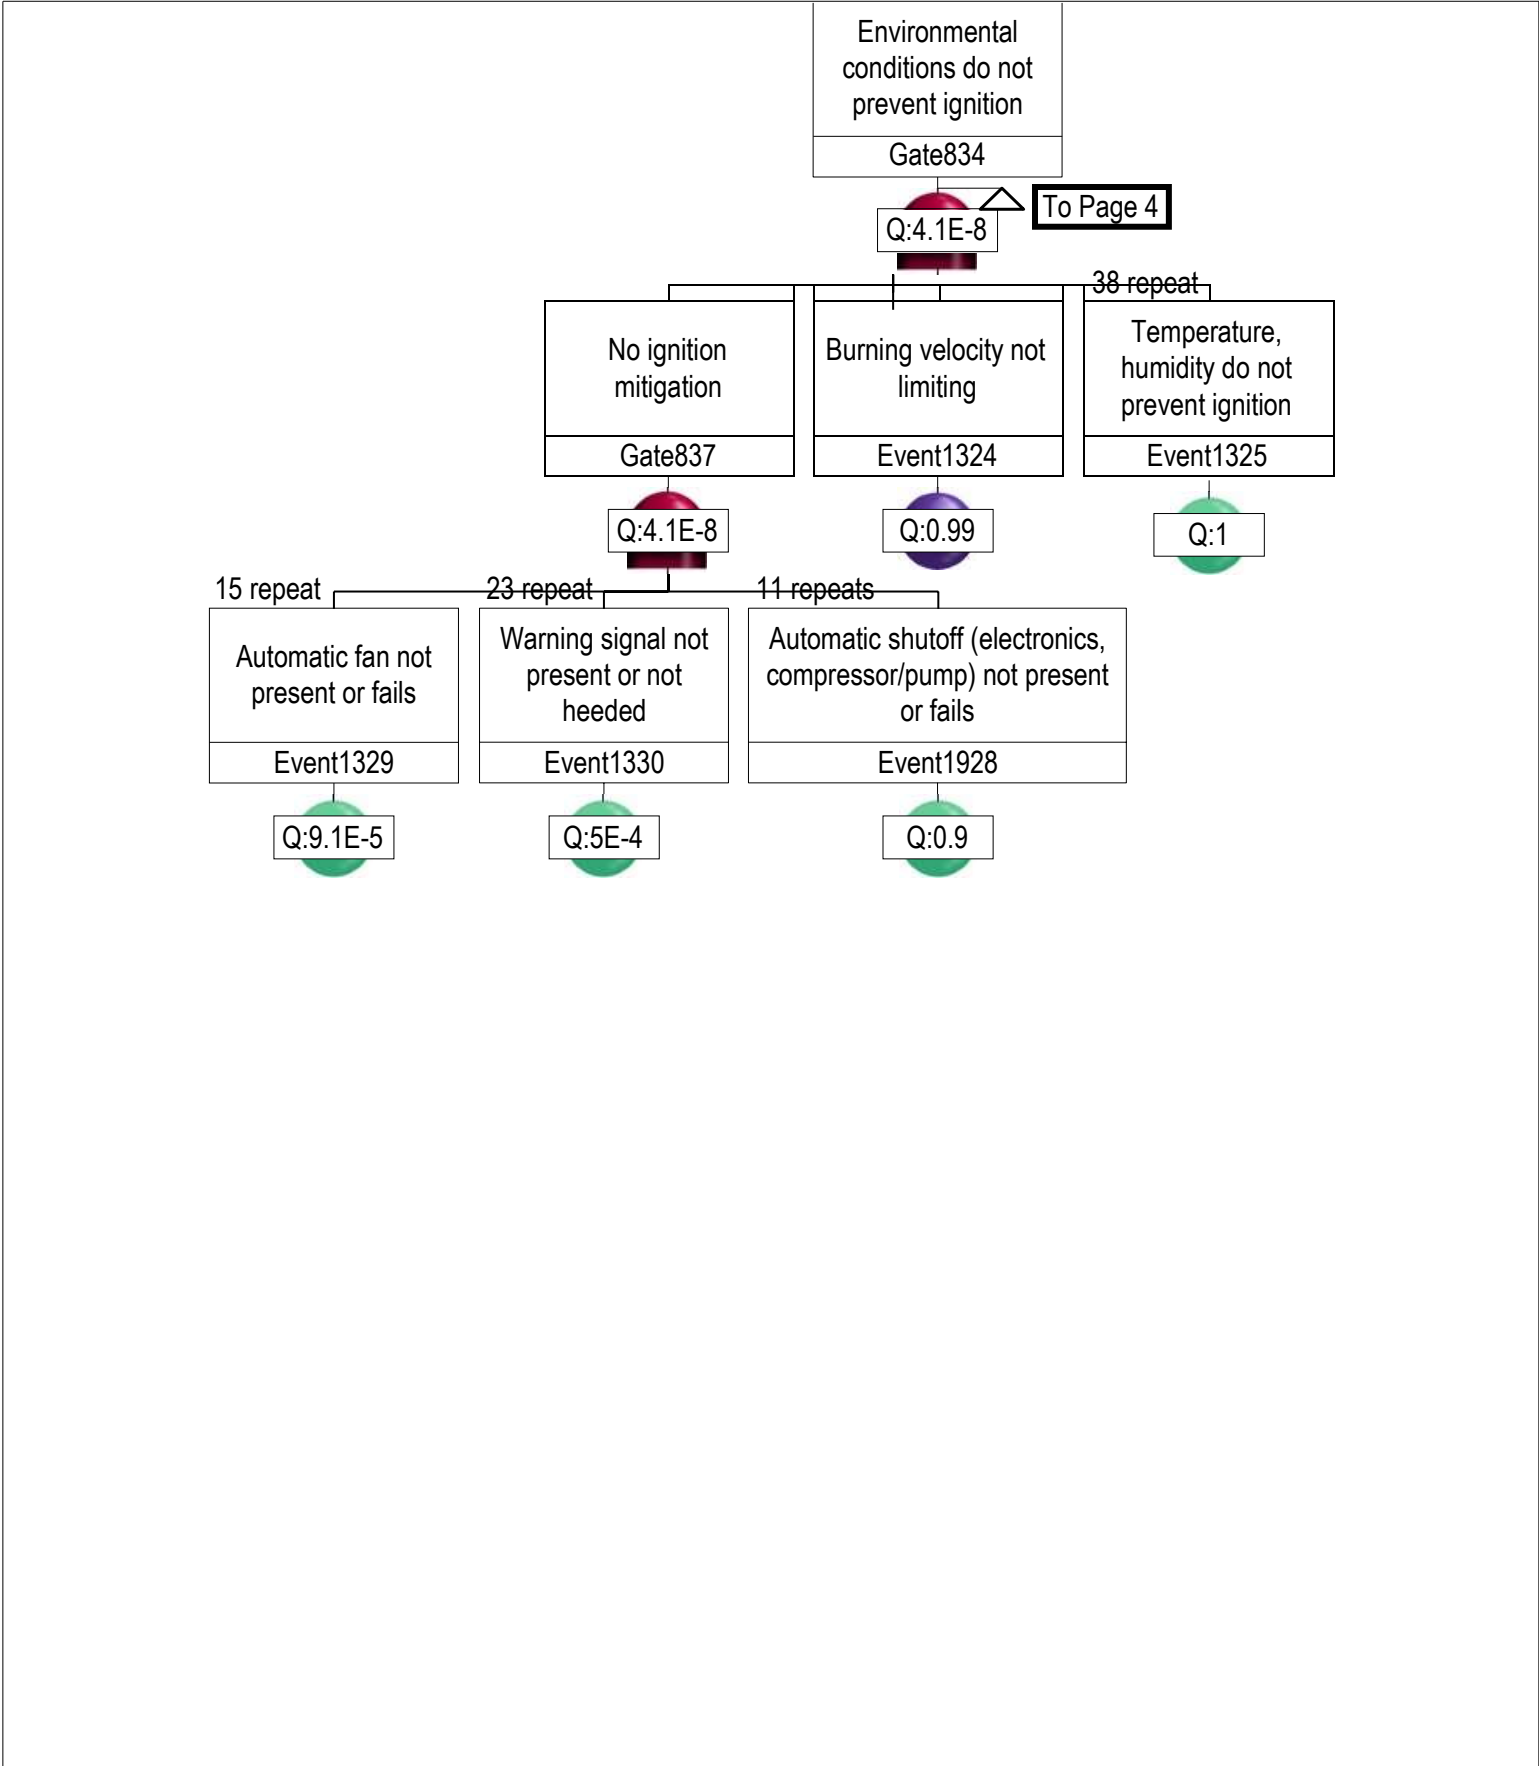 Environmental
conditions do not
prevent ignition
Gate834
To Page 4
Q:4.1E-8
38 repeat
No ignition
mitigation
Gate837
Q:4.1E-8
Burning velocity not
limiting
Event1324
Q:0.99
Temperature,
humidity do not
prevent ignition
Event1325
Q:1
15 repeat
23 repeat
11 repeats
Automatic fan not
present or fails
Event1329
Q:9.1E-5
Warning signal not
present or not
heeded
Event1330
Q:5E-4
Automatic shutoff (electronics,
compressor/pump) not present
or fails
Event1928
Q:0.9